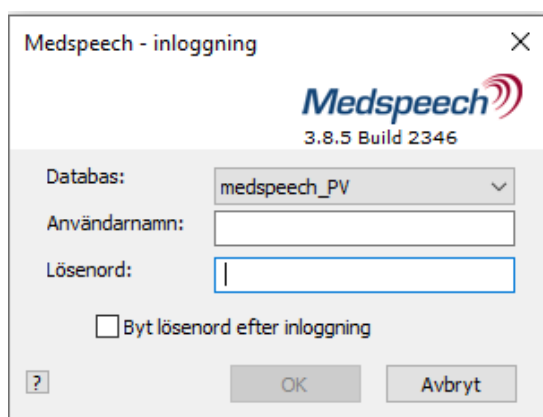 Medspeech - inloggning
Medspeech
3.8.5 Build 2346
Databas: medspeech_PV
Användarnamn:
Lösenord:
Byt lösenord efter inloggning
? OK Avbryt